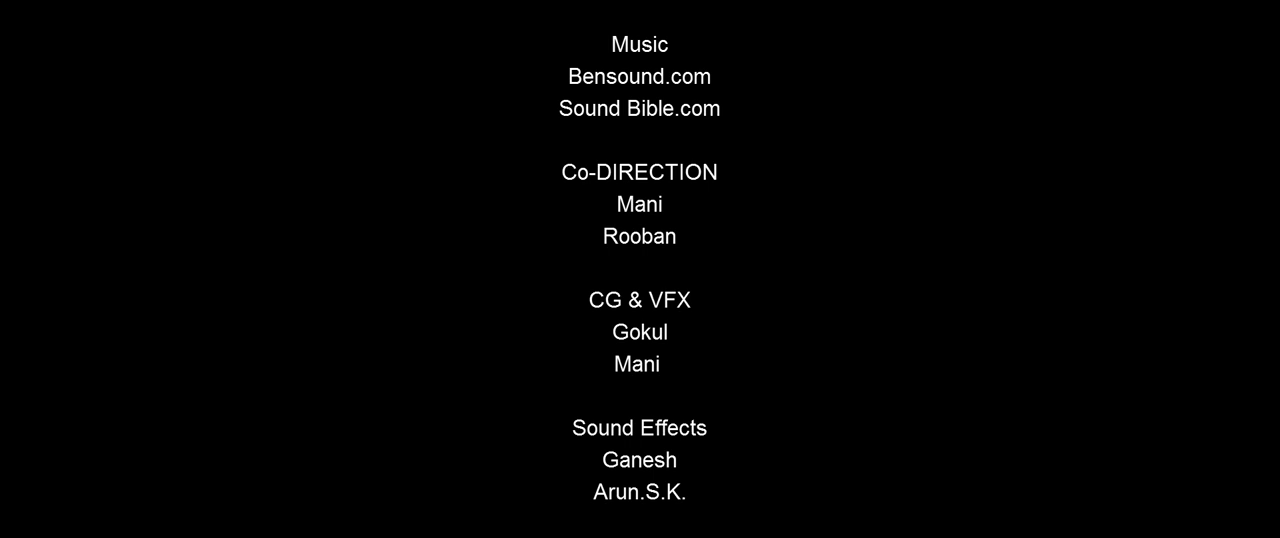 Music
Bensound.com
Sound Bible.com
Co-DIRECTION
Mani
Rooban
CG & VFX
Gokul
Mani
Sound Effects
Ganesh
Arun.S.K.